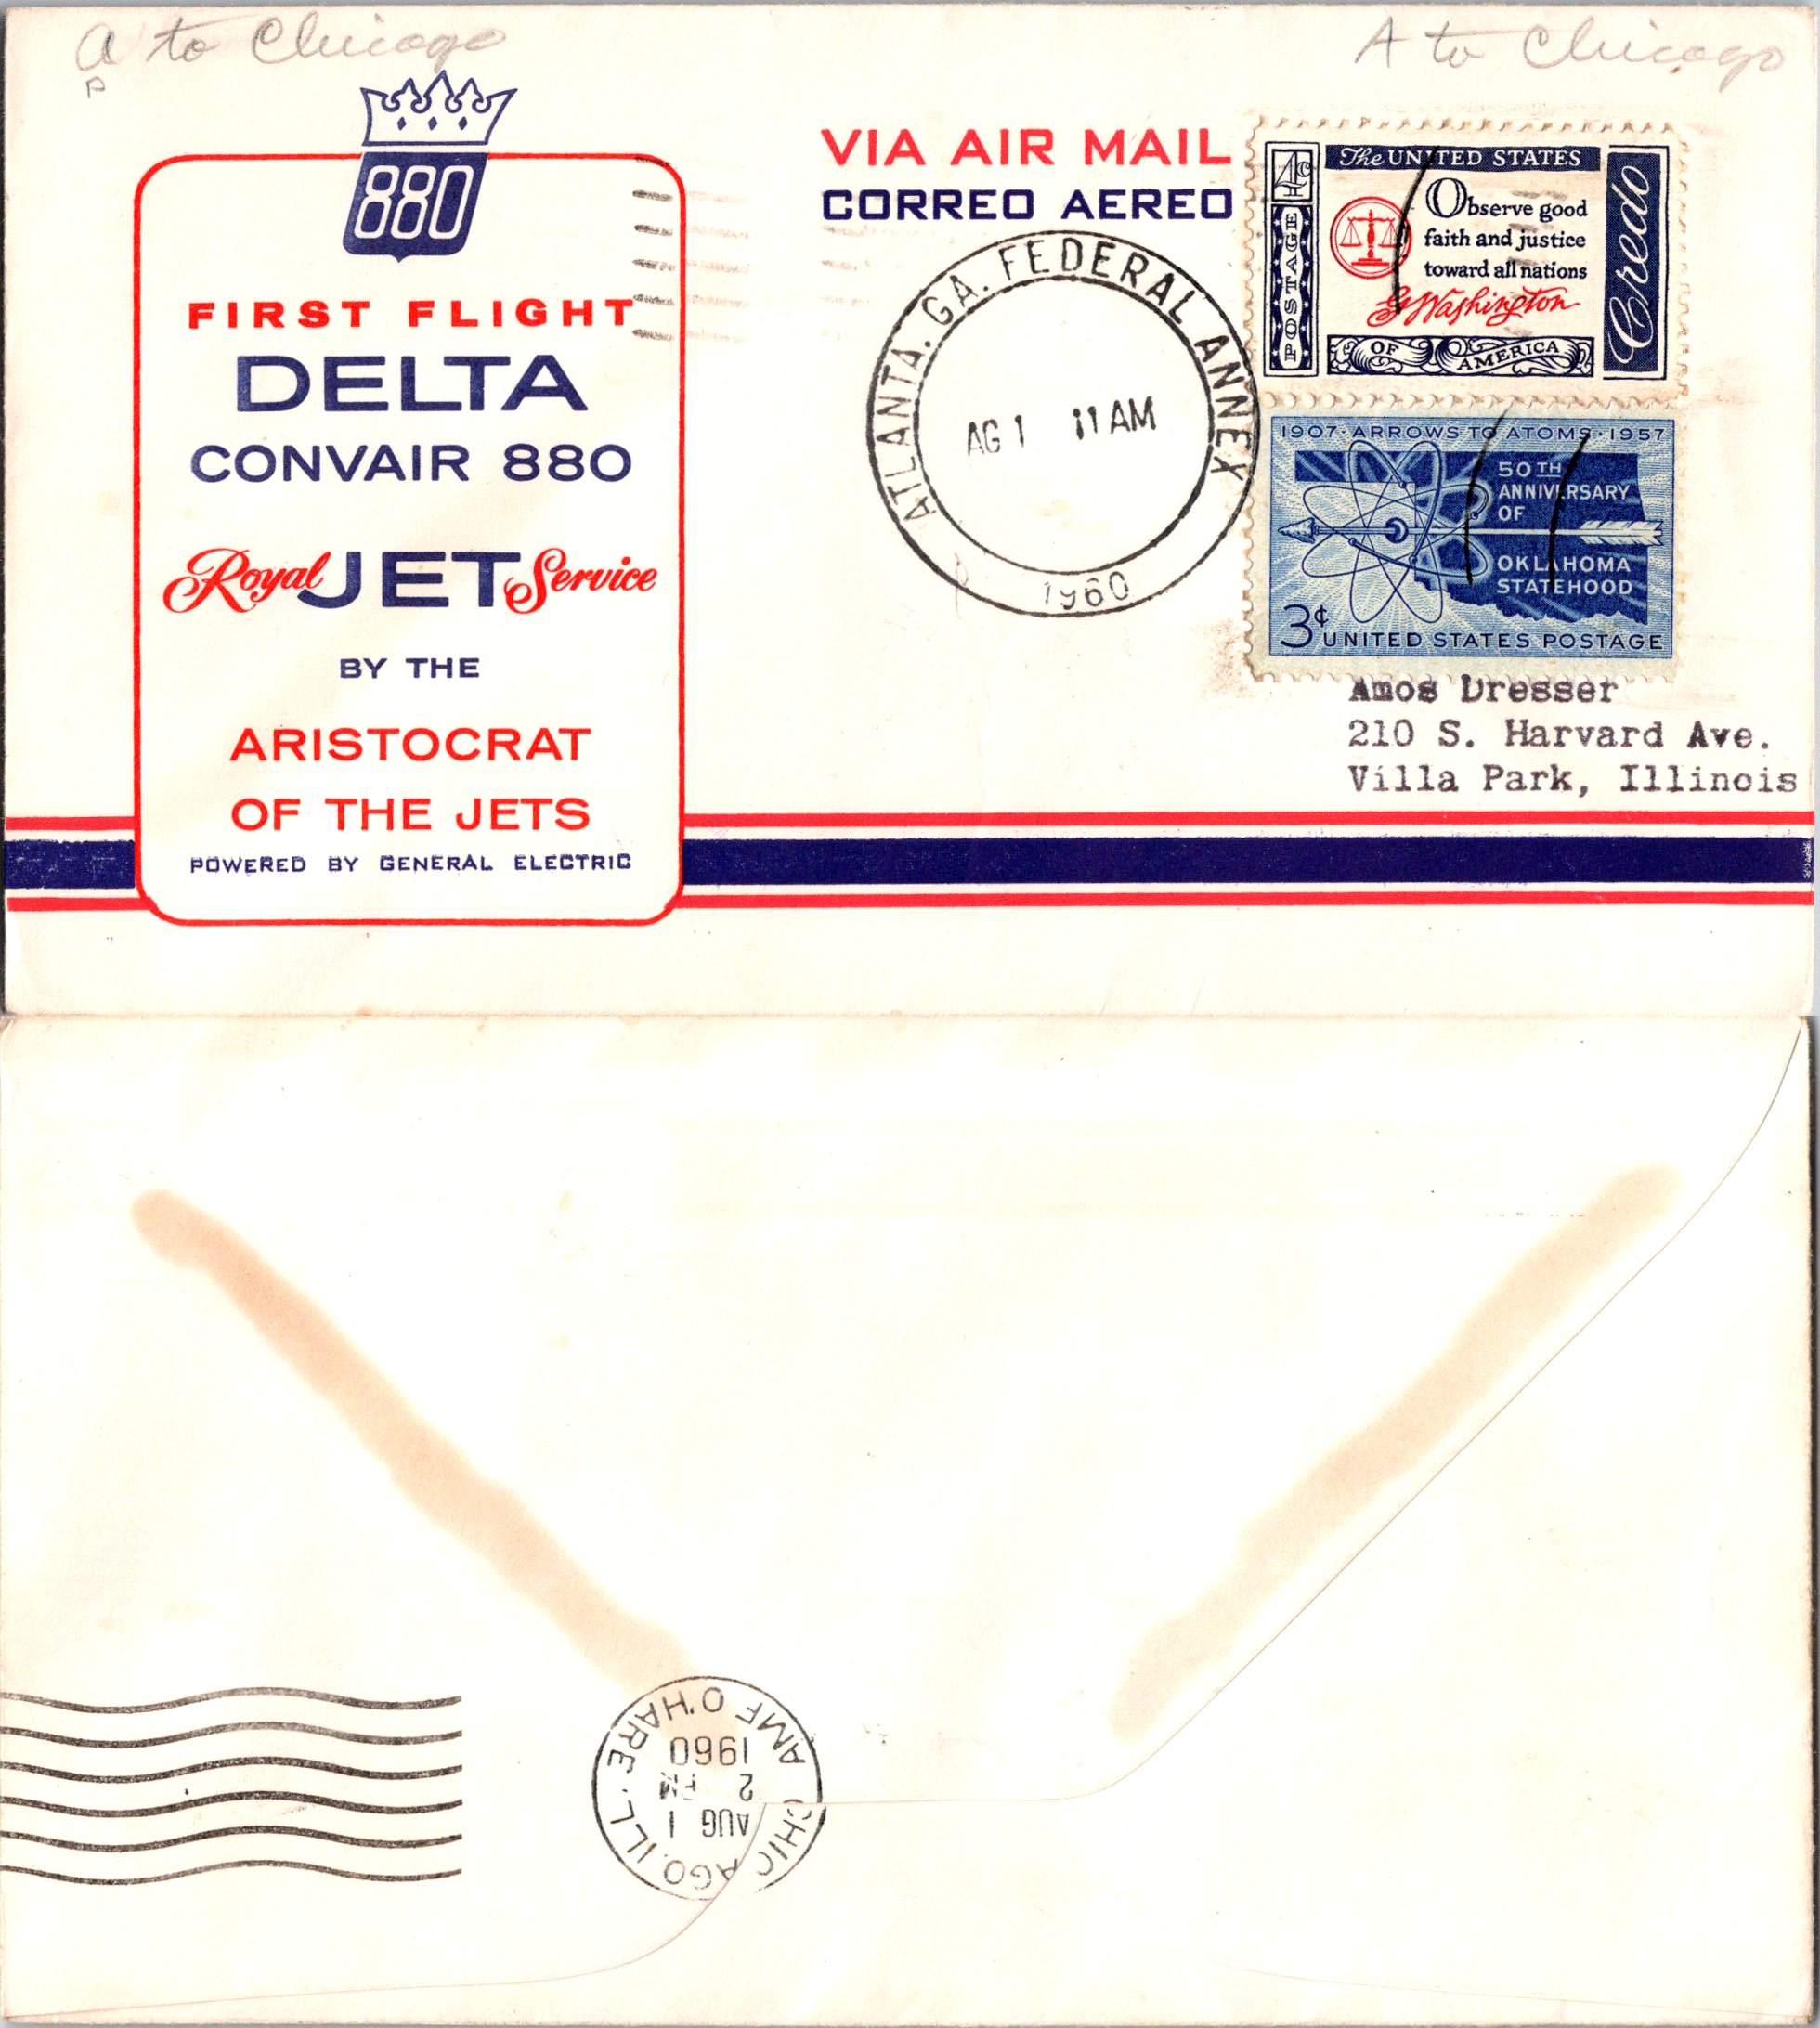 a to Chicago
P
A to Chicago
880
FIRST FLIGHT
DELTA
CONVAIR 880
Royal JET Service
BY THE
ARISTOCRAT
OF THE JETS
POWERED BY GENERAL ELECTRIC
VIA AIR MAIL
CORREO AEREO
ATLANTA, GA. FEDERAL ANNEX
AG 1 11 AM
1960
4c
POSTAGE
The UNITED STATES
Observe good
faith and justice
toward all nations
G Washington
OF AMERICA
Credo
1907·ARROWS TO ATOMS·1957
50TH
ANNIVERSARY
OF
OKLAHOMA
STATEHOOD
3¢ UNITED STATES POSTAGE
Amos Dresser
210 S. Harvard Ave.
Villa Park, Illinois
CHICAGO, ILL.
AUG 1
2 PM
1960
AMF O'HARE